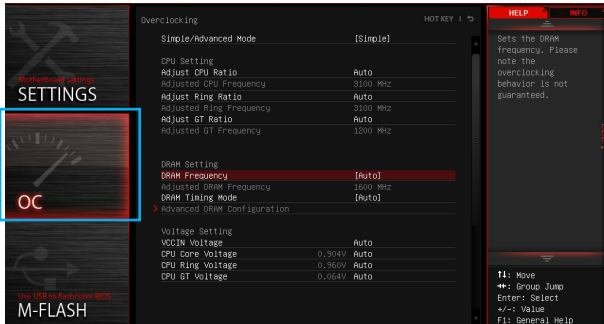 Motherboard settings
SETTINGS
OC
Use USB to flash/save BIOS
M-FLASH
Overclocking
HOT KEY | ⮌
Simple/Advanced Mode [Simple]
CPU Setting
Adjust CPU Ratio Auto
Adjusted CPU Frequency 3100 MHz
Adjust Ring Ratio Auto
Adjusted Ring Frequency 3100 MHz
Adjust GT Ratio Auto
Adjusted GT Frequency 1200 MHz
DRAM Setting
DRAM Frequency [Auto]
Adjusted DRAM Frequency 1600 MHz
DRAM Timing Mode [Auto]
> Advanced DRAM Configuration
Voltage Setting
VCCIN Voltage Auto
CPU Core Voltage 0.904V Auto
CPU Ring Voltage 0.960V Auto
CPU GT Voltage 0.064V Auto
HELP INFO
Sets the DRAM
frequency. Please
note the
overclocking
behavior is not
guaranteed.
↑↓: Move
↔: Group Jump
Enter: Select
+/-: Value
F1: General Help